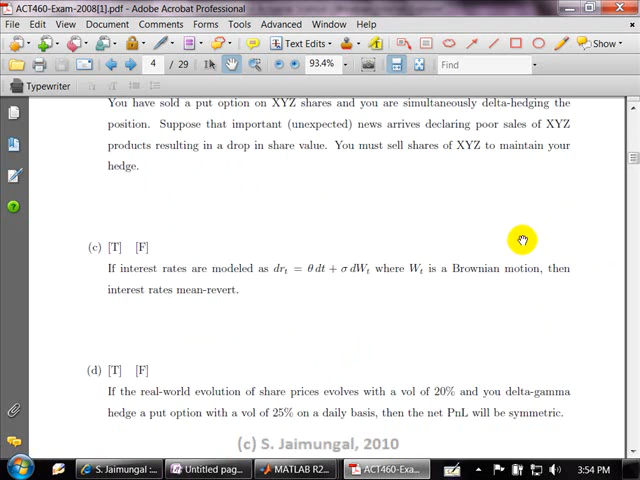 ACT460-Exam-2008[1].pdf - Adobe Acrobat Professional
File Edit View Document Comments Forms Tools Advanced Window Help
Text Edits Show
4 / 29 93.4% Find
Typewriter
You have sold a put option on XYZ shares and you are simultaneously delta-hedging the
position. Suppose that important (unexpected) news arrives declaring poor sales of XYZ
products resulting in a drop in share value. You must sell shares of XYZ to maintain your
hedge.
(c) [T] [F]
If interest rates are modeled as drₜ = θ dt + σ dWₜ where Wₜ is a Brownian motion, then
interest rates mean-revert.
(d) [T] [F]
If the real-world evolution of share prices evolves with a vol of 20% and you delta-gamma
hedge a put option with a vol of 25% on a daily basis, then the net PnL will be symmetric.
(c) S. Jaimungal, 2010
S. Jaimungal :... Untitled pag... MATLAB R2... ACT460-Exa... 3:54 PM